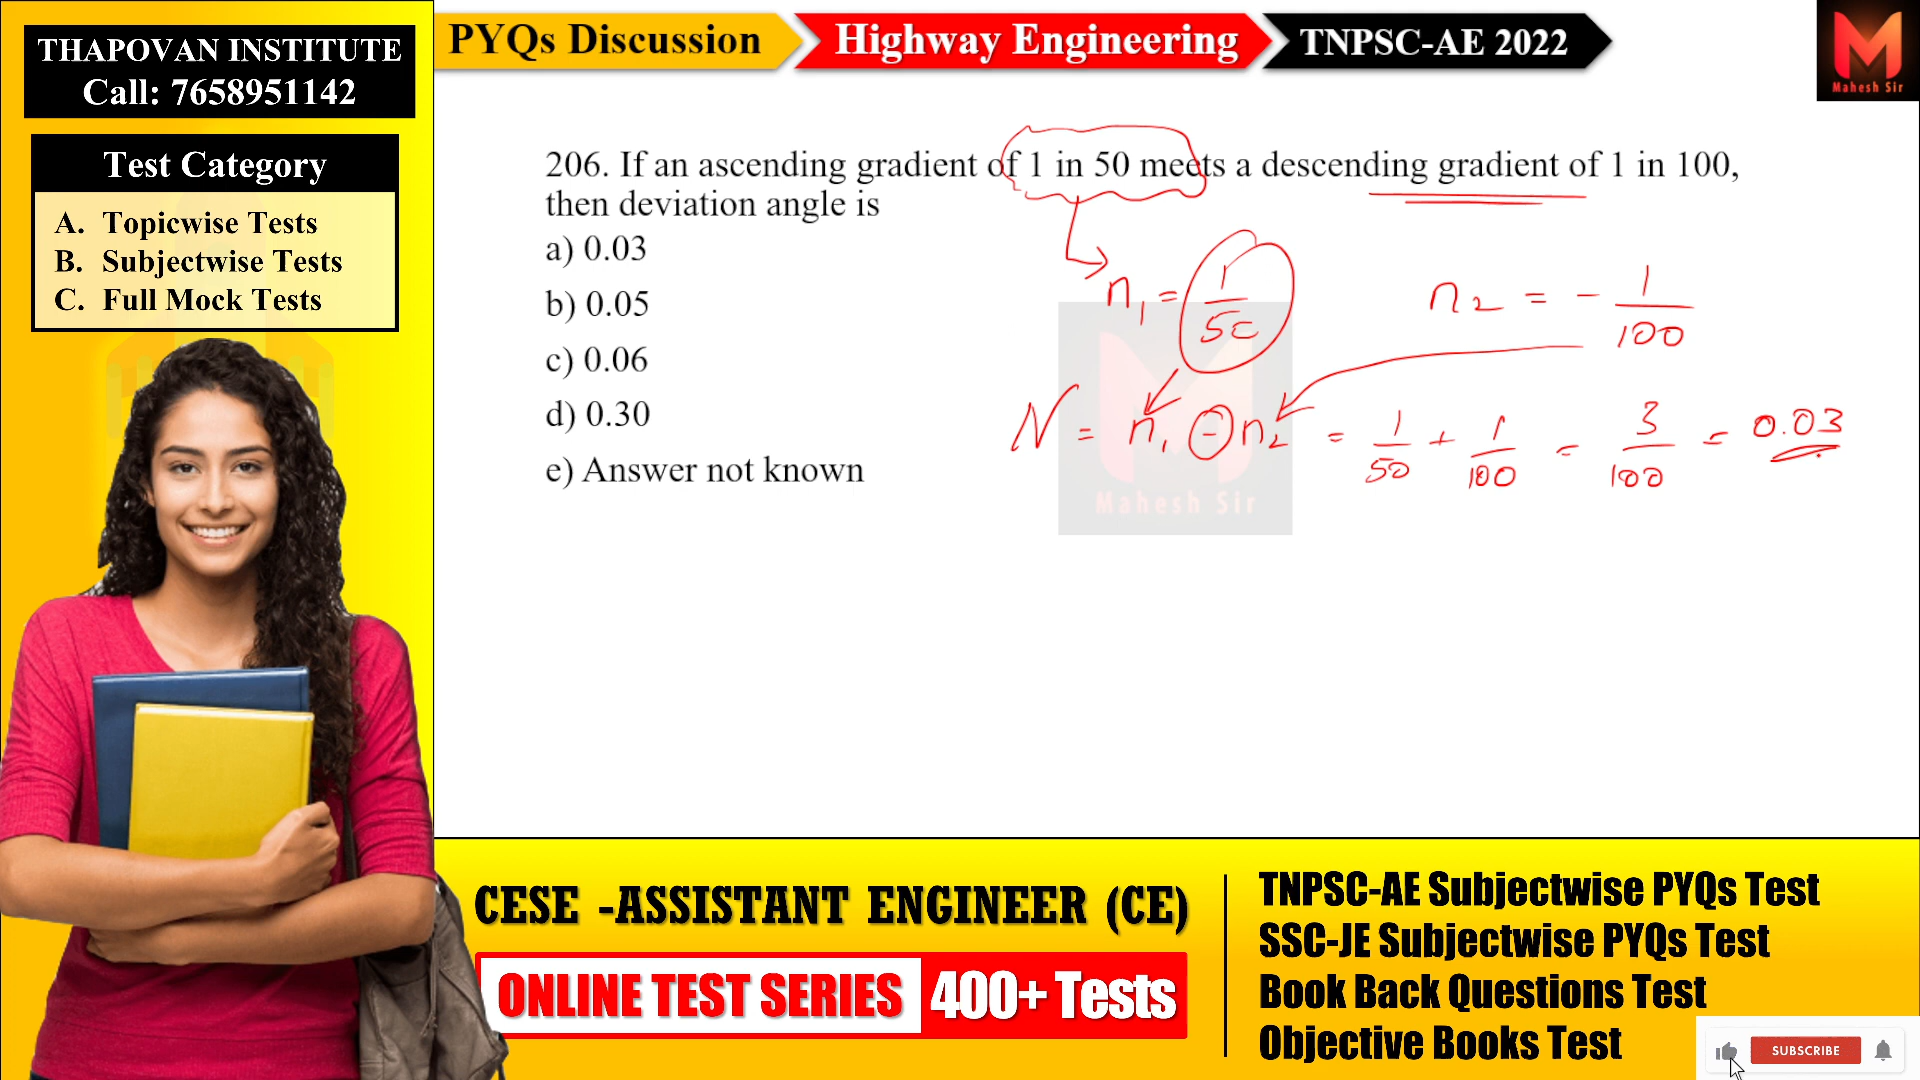 THAPOVAN INSTITUTE
Call: 7658951142
Test Category
A. Topicwise Tests
B. Subjectwise Tests
C. Full Mock Tests
PYQs Discussion
Highway Engineering
TNPSC-AE 2022
Mahesh Sir
206. If an ascending gradient of 1 in 50 meets a descending gradient of 1 in 100,
then deviation angle is
a) 0.03
b) 0.05
c) 0.06
d) 0.30
e) Answer not known
n₁ = 1/50
n₂ = - 1/100
N = n₁ - n₂ = 1/50 + 1/100 = 3/100 = 0.03
Mahesh Sir
CESE -ASSISTANT ENGINEER (CE)
ONLINE TEST SERIES 400+ Tests
TNPSC-AE Subjectwise PYQs Test
SSC-JE Subjectwise PYQs Test
Book Back Questions Test
Objective Books Test
SUBSCRIBE